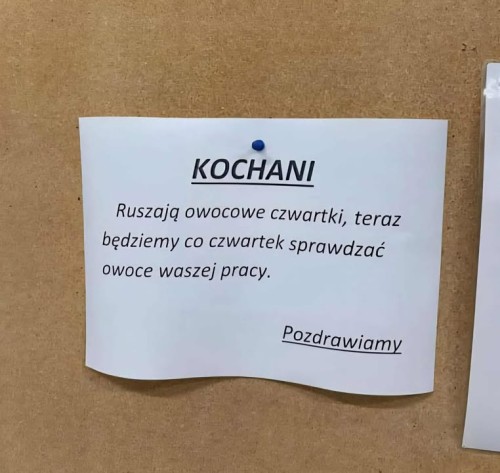 KOCHANI
Ruszają owocowe czwartki, teraz
będziemy co czwartek sprawdzać
owoce waszej pracy.
Pozdrawiamy